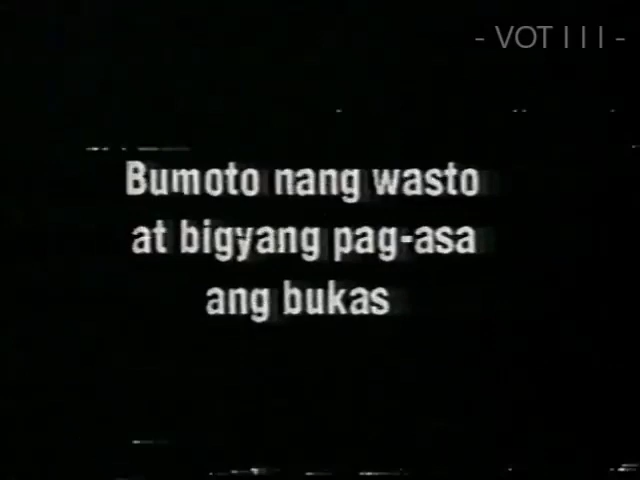 - VOT I I I -
Bumoto nang wasto
at bigyang pag-asa
ang bukas